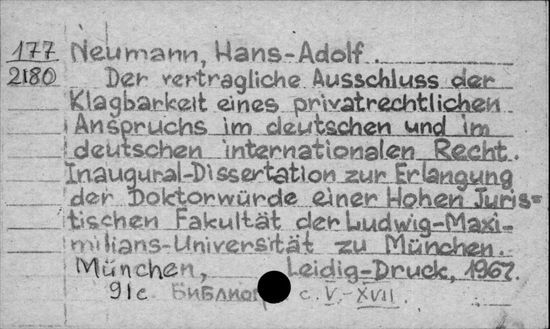 177 Neumann, Hans-Adolf.
2180 Der vertragliche Ausschluss der
Klagbarkeit eines privatrechtlichen
Anspruchs im deutschen und im
deutschen internationalen Recht.
Inaugural-Dissertation zur Erlangung
der Doktorwürde einer Hohen Juris=
tischen Fakultät der Ludwig-Maxi-
milians-Universität zu München.
München, Leidig-Druck, 1967.
91 с. с. V-XVII.